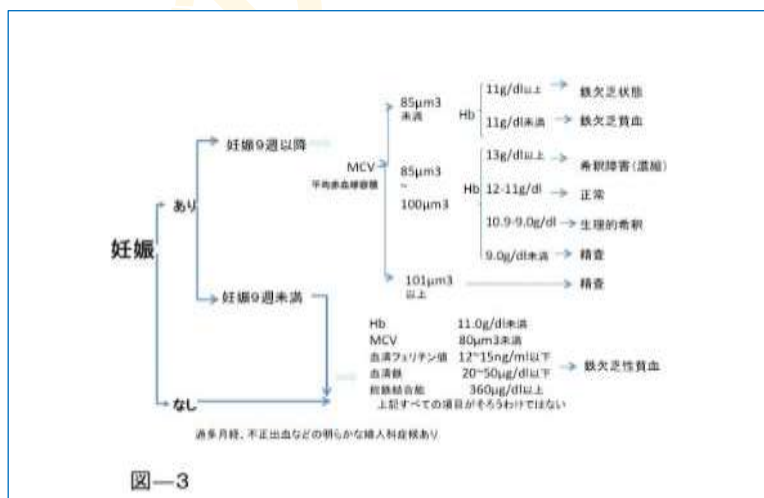 11g/dl以上
鉄欠乏状態
85μm3
未満
Hb
11g/dl未満
鉄欠乏貧血
妊娠9週以降
13g/dl以上
希釈障害(濃縮)
MCV
平均赤血球容積
85μm3
~
100μm3
Hb
12-11g/dl
正常
あり
10.9-9.0g/dl
生理的希釈
妊娠
9.0g/dl未満
精査
101μm3
以上
精査
妊娠9週未満
Hb 11.0g/dl未満
MCV 80μm3未満
血清フェリチン値 12~15ng/ml以下
血清鉄 20~50μg/dl以下
鉄欠乏性貧血
総鉄結合能 360μg/dl以上
上記すべての項目がそろうわけではない
なし
過多月経、不正出血などの明らかな婦人科症候あり
図―3